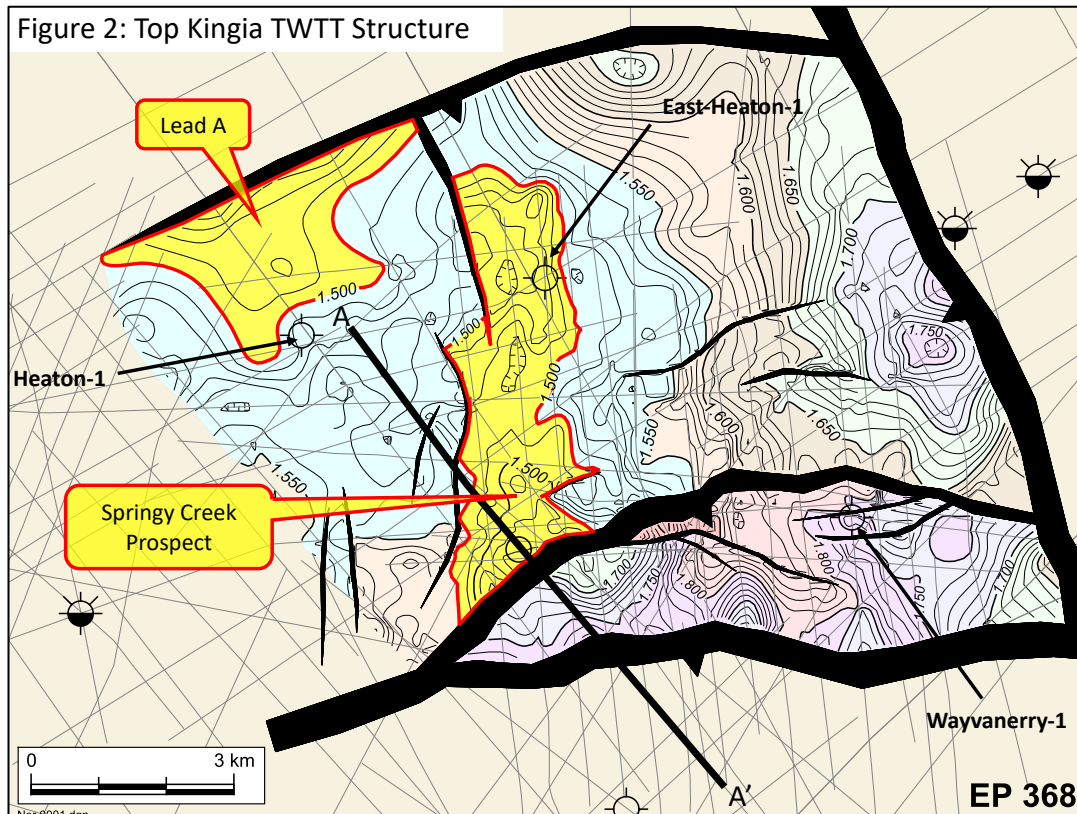 Figure 2: Top Kingia TWTT Structure
Lead A
East-Heaton-1
1.550
1.600
1.650
1.700
1.500
A
1.500
1.750
Heaton-1
1.500
1.550
1.600
1.650
1.550
1.500
Springy Creek
Prospect
1.700
1.750
1.800
1.800
1.700
Wayvanerry-1
0
3 km
A'
EP 368